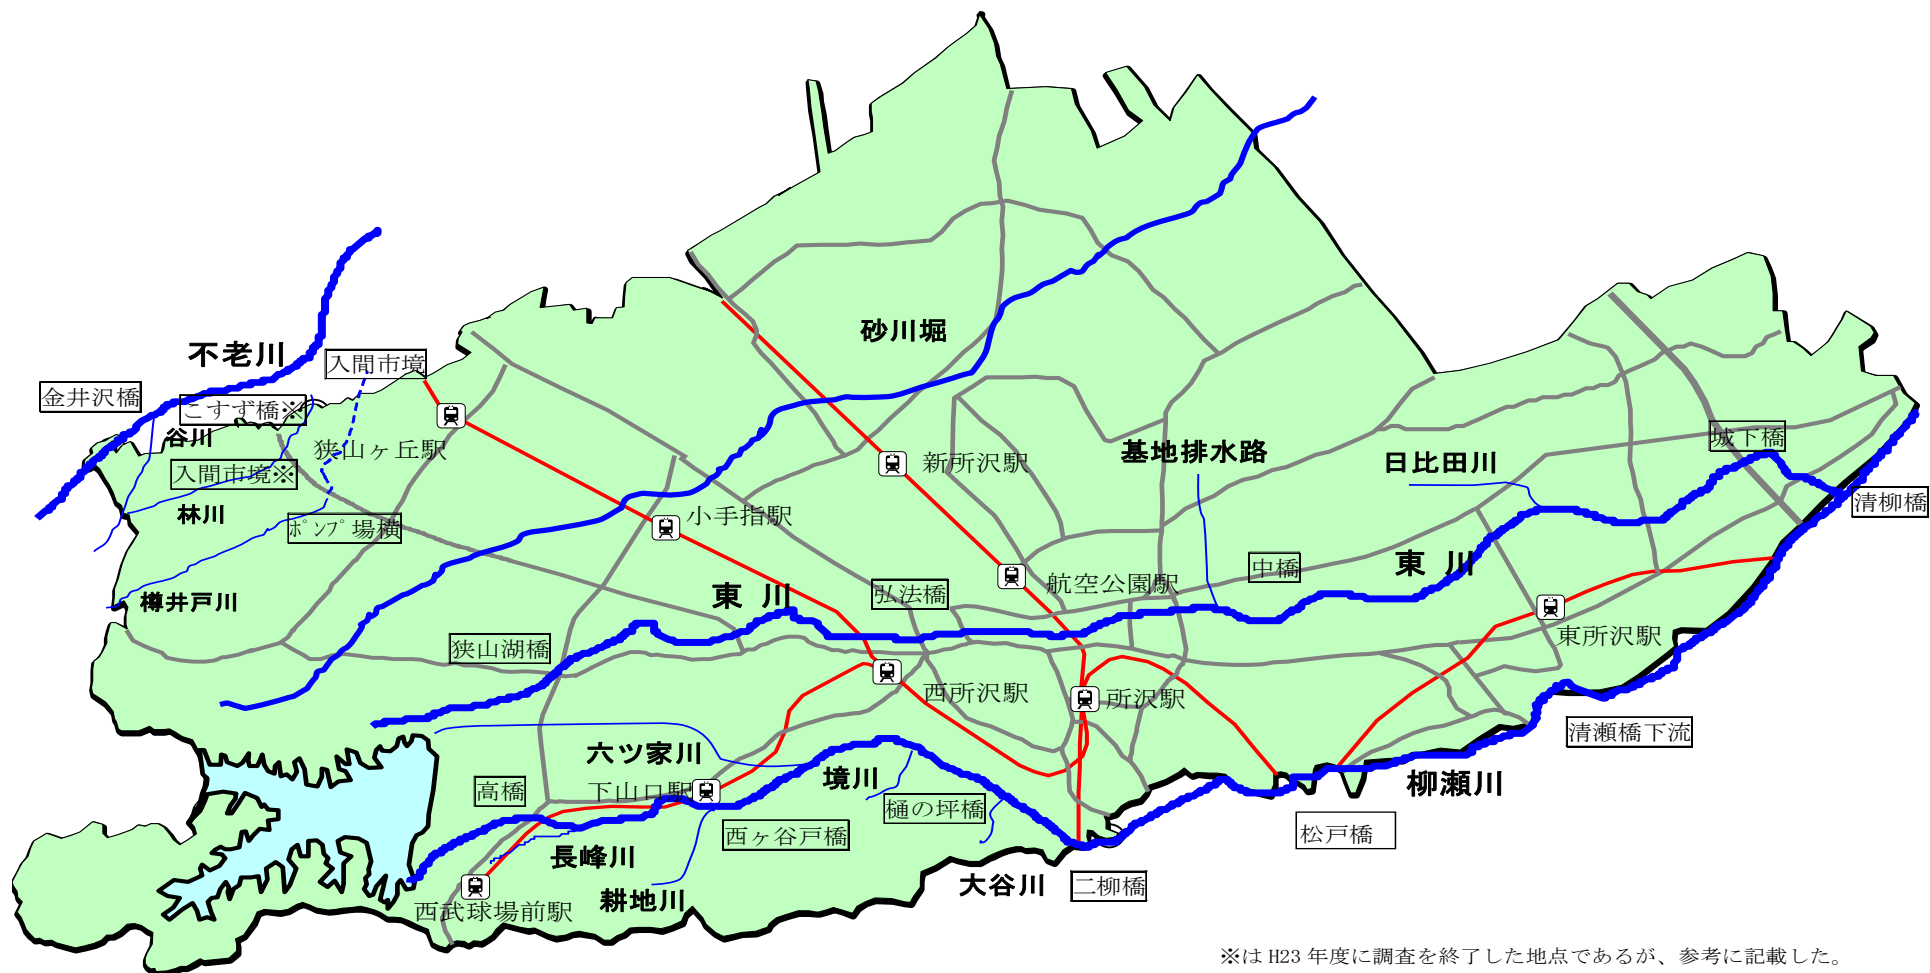 砂川堀
不老川
入間市境
金井沢橋
こすず橋※
谷川
狭山ヶ丘駅
入間市境※
林川
ﾎﾟﾝﾌﾟ場横
樽井戸川
新所沢駅
基地排水路
日比田川
城下橋
清柳橋
小手指駅
東 川
弘法橋
航空公園駅
中橋
東 川
東所沢駅
狭山湖橋
西所沢駅
所沢駅
清瀬橋下流
六ツ家川
境川
柳瀬川
高橋
下山口駅
樋の坪橋
西ヶ谷戸橋
松戸橋
長峰川
大谷川
二柳橋
耕地川
西武球場前駅
※は H23 年度に調査を終了した地点であるが、参考に記載した。